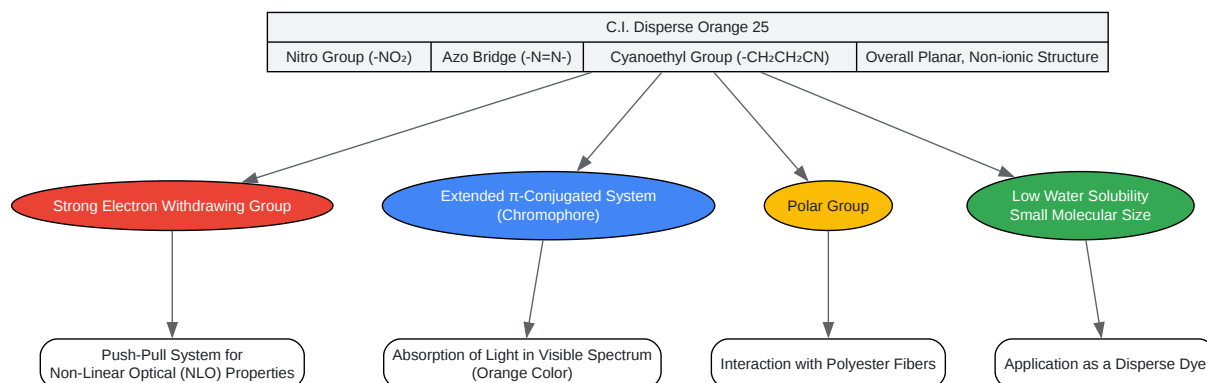 C.I. Disperse Orange 25
Nitro Group (-NO₂)
Azo Bridge (-N=N-)
Cyanoethyl Group (-CH₂CH₂CN)
Overall Planar, Non-ionic Structure
Strong Electron Withdrawing Group
Extended π-Conjugated System
(Chromophore)
Polar Group
Low Water Solubility
Small Molecular Size
Push-Pull System for
Non-Linear Optical (NLO) Properties
Absorption of Light in Visible Spectrum
(Orange Color)
Interaction with Polyester Fibers
Application as a Disperse Dye